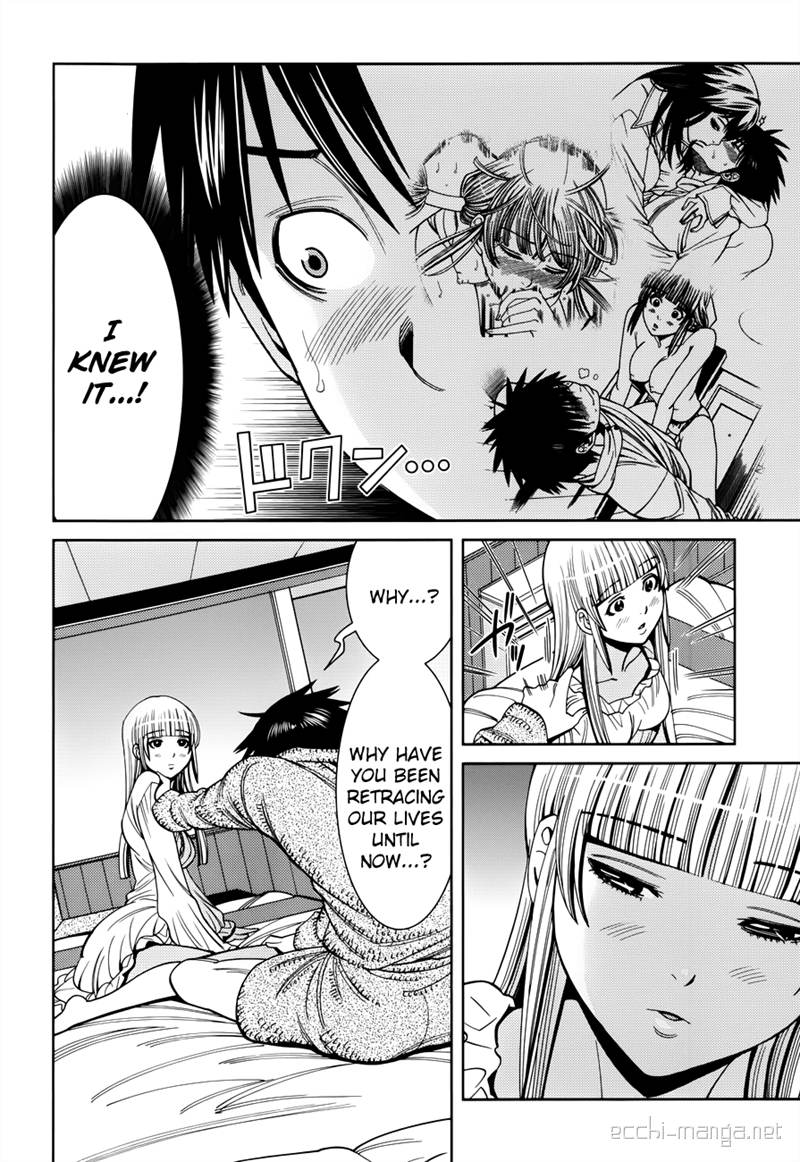 I
KNEW
IT...!
ドクン...
WHY...?
WHY HAVE
YOU BEEN
RETRACING
OUR LIVES
UNTIL
NOW...?
ecchi-manga.net